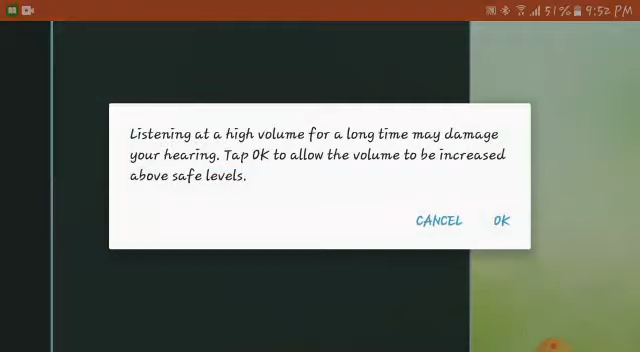 51% 9:52 PM
Listening at a high volume for a long time may damage
your hearing. Tap OK to allow the volume to be increased
above safe levels.
CANCEL OK